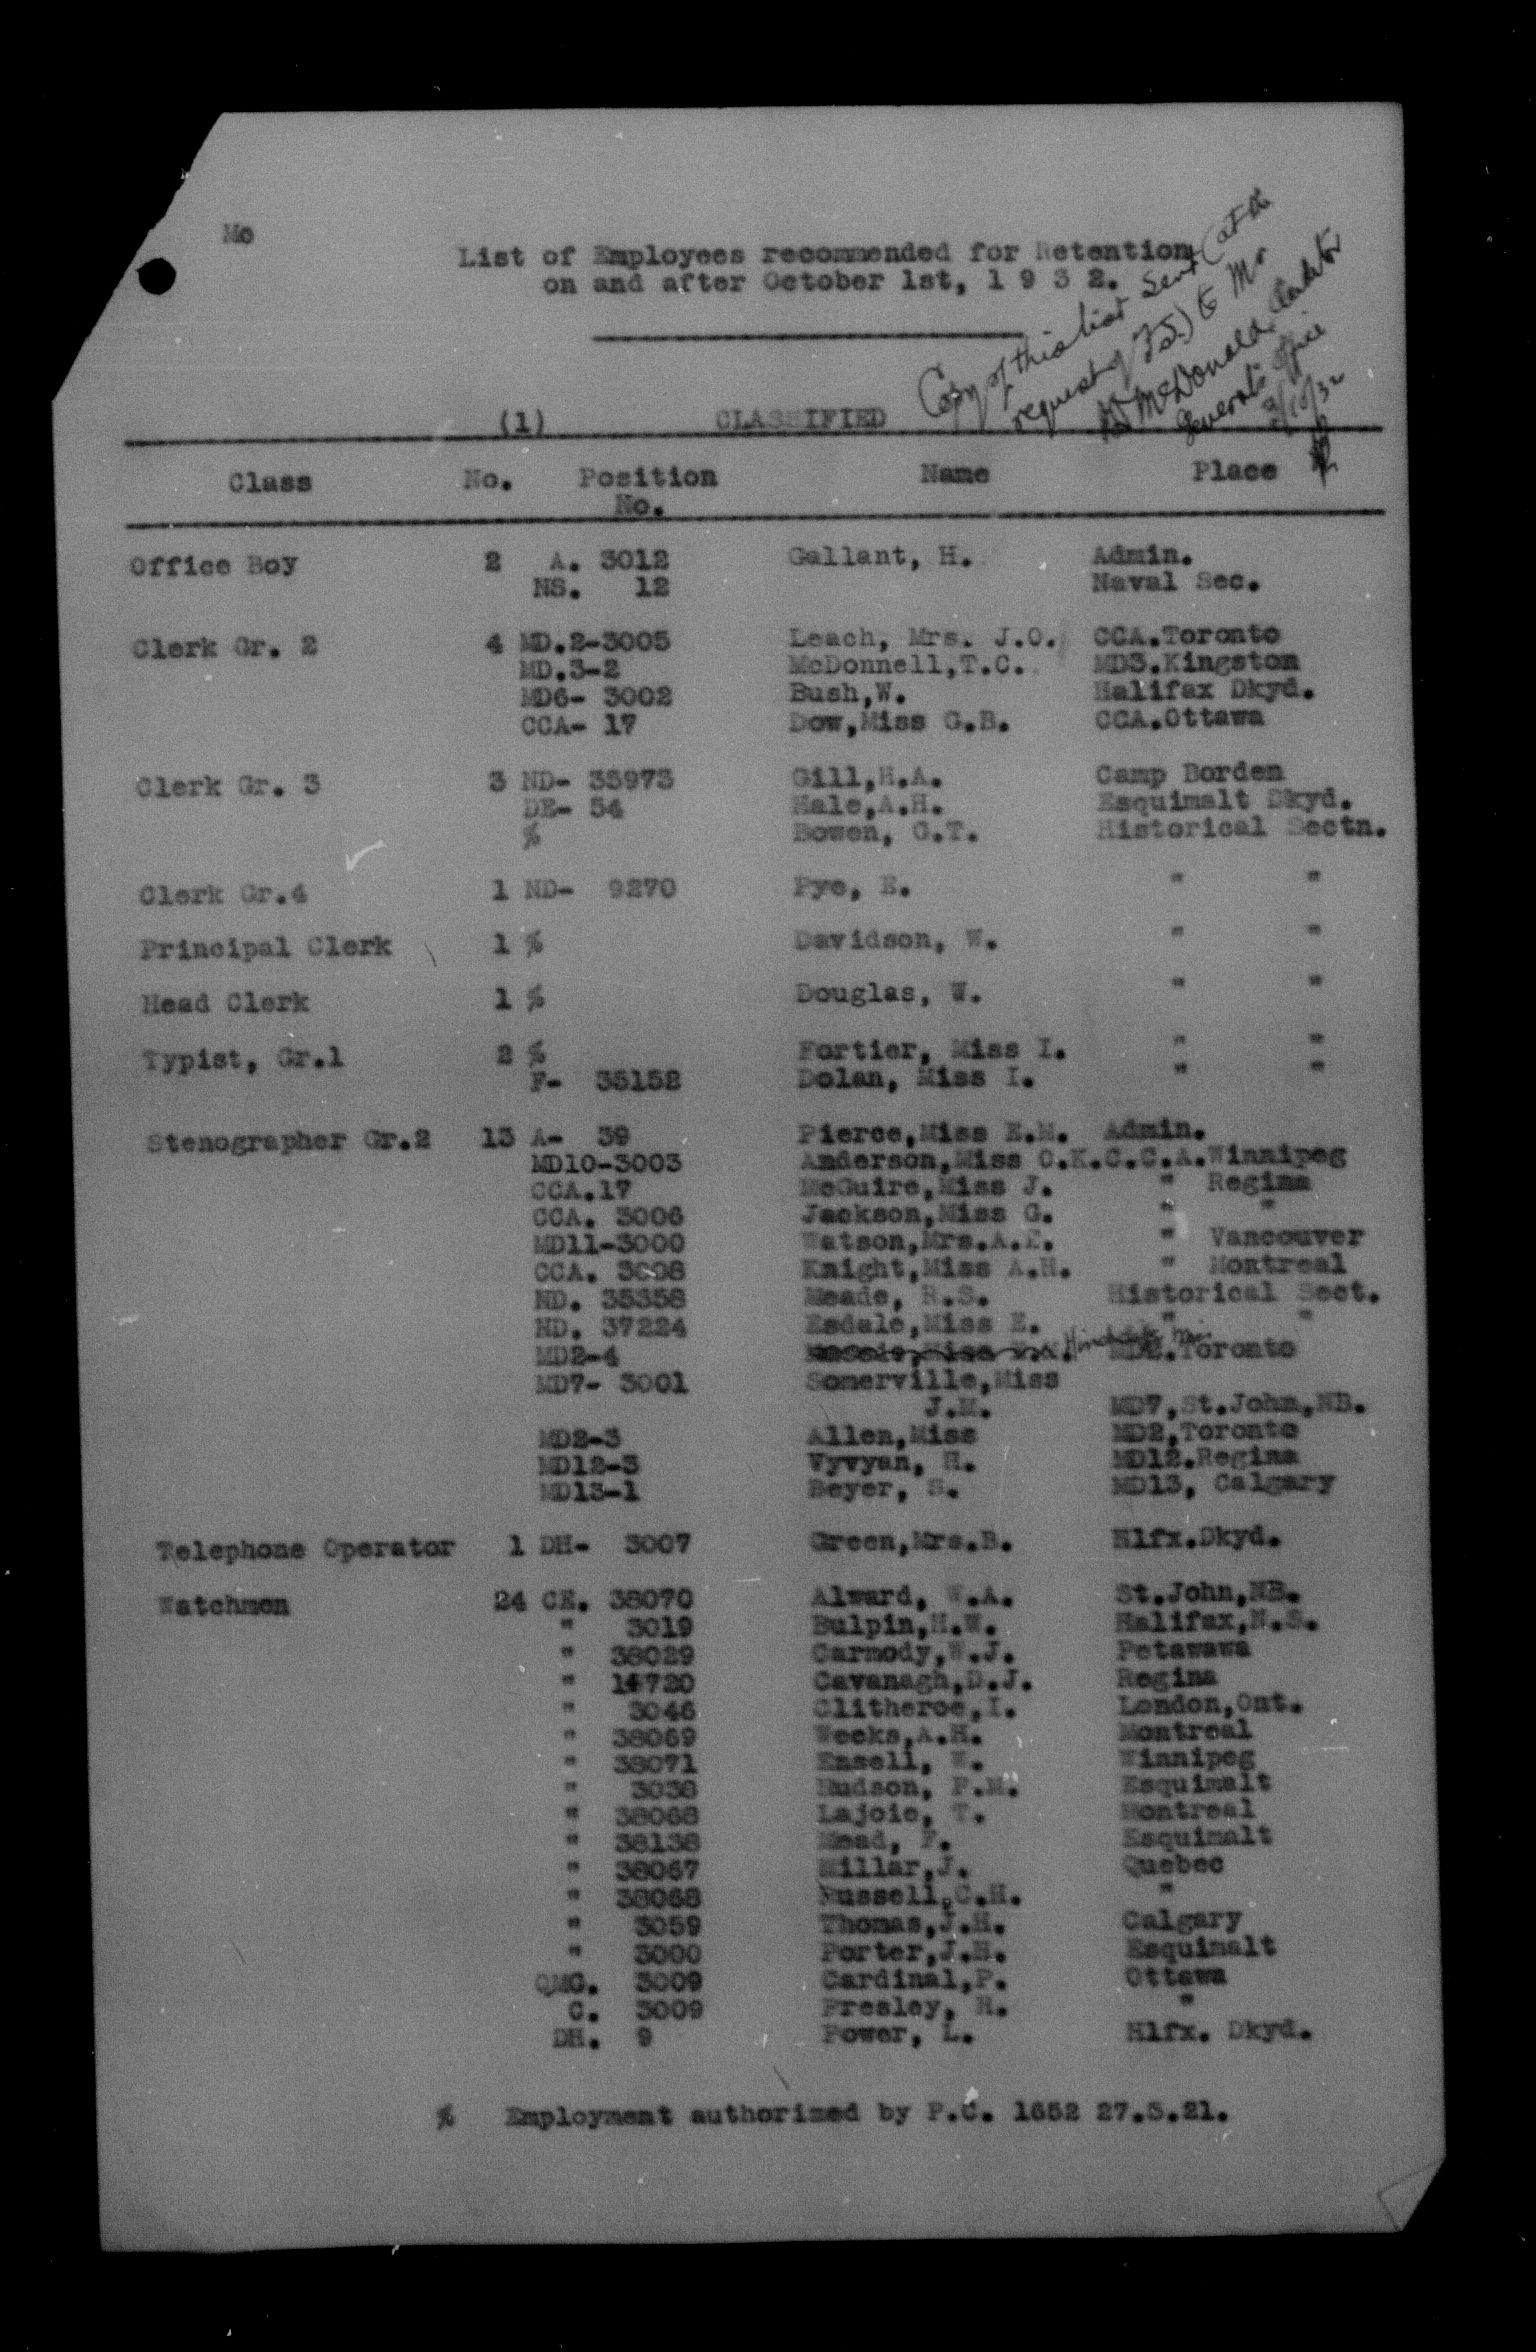 Mc
List of Employees recommended for Retention
on and after October 1st, 1 9 3 2.
Copy of this list sent (at the
request of ) to Mr
McDonald, Auditor
General's Office
/10/32
(1) CLASSIFIED
Class No. Position Name Place
No.
Office Boy 2 A. 3012 Gallant, H. Admin.
NS. 12 Naval Sec.
Clerk Gr. 2 4 MD.2-3005 Leach, Mrs. J.O. CCA.Toronto
MD.3-2 McDonnell,T.C. MD3.Kingston
MD6- 3002 Bush,W. Halifax Dkyd.
CCA- 17 Dow,Miss G.B. CCA.Ottawa
Clerk Gr. 3 3 ND- 35973 Gill,H.A. Camp Borden
DE- 54 Hale,A.H. Esquimalt Dkyd.
% Bowen, G.T. Historical Sectn.
Clerk Gr.4 1 ND- 9270 Pye, E. " "
Principal Clerk 1 % Davidson, W. " "
Head Clerk 1 % Douglas, W. " "
Typist, Gr.1 2 % Fortier, Miss I. " "
F- 35152 Dolan, Miss I. " "
Stenographer Gr.2 13 A- 39 Pierce,Miss E.M. Admin.
MD10-3003 Anderson,Miss C.K.C.C.A.Winnipeg
CCA.17 McGuire,Miss J. " Regina
CCA. 3006 Jackson,Miss G. " "
MD11-3000 Watson,Mrs.A.E. " Vancouver
CCA. 3008 Knight,Miss A.H. " Montreal
ND. 35358 Meade, R.S. Historical Sect.
ND. 37224 Esdale,Miss E. " "
MD2-4 Miss MD2.Toronto
MD7- 3001 Somerville,Miss
J.M. MD7,St.John,NB.
MD2-3 Allen,Miss MD2,Toronto
MD12-3 Vyvyan, H. MD12.Regina
MD13-1 Beyer, S. MD13, Calgary
Telephone Operator 1 DH- 3007 Green,Mrs.B. Hlfx.Dkyd.
Watchmen 24 CE. 38070 Alward, W.A. St.John,NB.
" 3019 Bulpin,H.W. Halifax,N.S.
" 38029 Carmody,W.J. Petawawa
" 14720 Cavanagh,D.J. Regina
" 3046 Clitheroe,I. London,Ont.
" 38069 Weeks,A.H. Montreal
" 38071 Ensell, W. Winnipeg
" 3038 Hudson, F.M. Esquimalt
" 38068 Lajoie, T. Montreal
" 38138 Mead, F. Esquimalt
" 38067 Millar,J. Quebec
" 38068 Russell,C.H. "
" 3059 Thomas,J.H. Calgary
" 3000 Porter,J.H. Esquimalt
QMG. 3009 Cardinal,P. Ottawa
C. 3009 Presley, H. "
DH. 9 Power, L. Hlfx. Dkyd.
% Employment authorized by P.C. 1652 27.5.21.